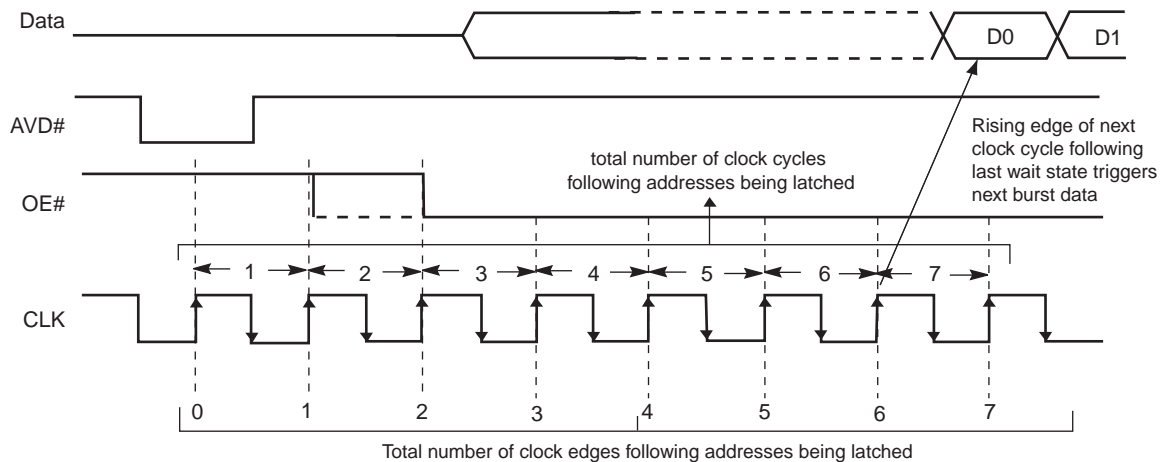 Data
D0
D1
AVD#
Rising edge of next
clock cycle following
last wait state triggers
next burst data
total number of clock cycles
following addresses being latched
OE#
1 2 3 4 5 6 7
CLK
0 1 2 3 4 5 6 7
Total number of clock edges following addresses being latched